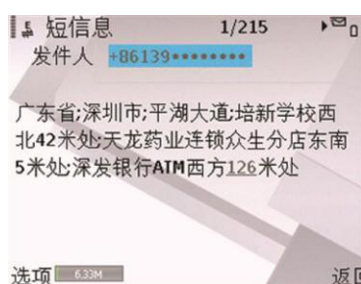 短信息 1/215
发件人 +86139••••••••
广东省;深圳市;平湖大道;培新学校西
北42米处;天龙药业连锁众生分店东南
5米处;深发银行ATM西方126米处
选项 6.33M 返回